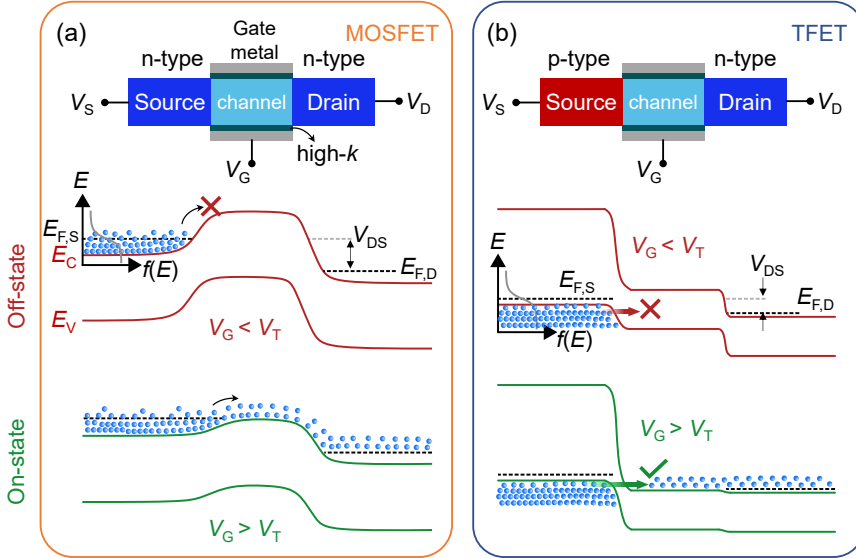 (a)
MOSFET
Gate
metal
n-type
n-type
V_S
Source
channel
Drain
V_D
V_G
high-k
Off-state
E
E_F,S
E_C
f(E)
V_DS
E_F,D
E_V
V_G < V_T
On-state
V_G > V_T
(b)
TFET
p-type
n-type
V_S
Source
channel
Drain
V_D
V_G
E
V_G < V_T
E_F,S
V_DS
E_F,D
f(E)
V_G > V_T